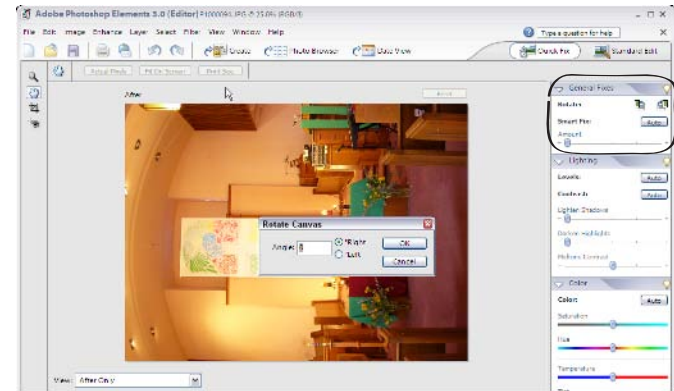 Adobe Photoshop Elements 3.0 (Editor)
File Edit Image Enhance Layer Select Filter View Window Help
Type a question for help
Create Photo Browser Date View
Quick Fix Standard Edit
Fit On Screen Print Size
After
General Fixes
Rotate:
Smart Fix: Auto
Amount
Lighting
Levels: Auto
Contrast: Auto
Lighten Shadows
Darken Highlights
Midtone Contrast
Color
Color: Auto
Saturation
Hue
Temperature
Rotate Canvas
Angle: °Right OK
°Left Cancel
View: After Only